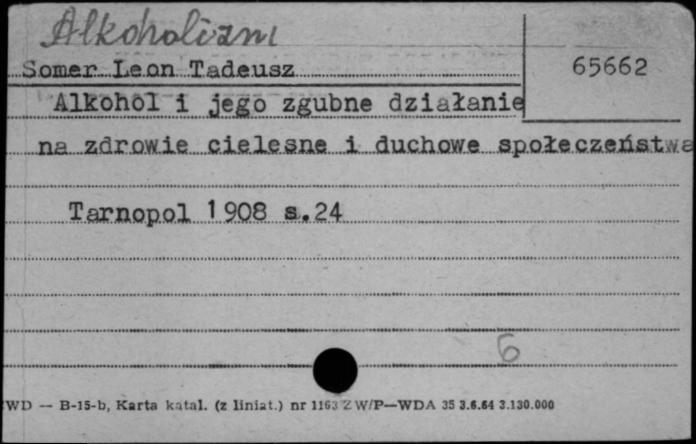 Alkoholizm
Somer Leon Tadeusz
65662
Alkohol i jego zgubne działanie
na zdrowie cielesne i duchowe społeczeństwa
Tarnopol 1908 s.24
6
WD — B-15-b, Karta katal. (z liniat.) nr 1163 ZW/P—WDA 35 3.6.64 3.130.000